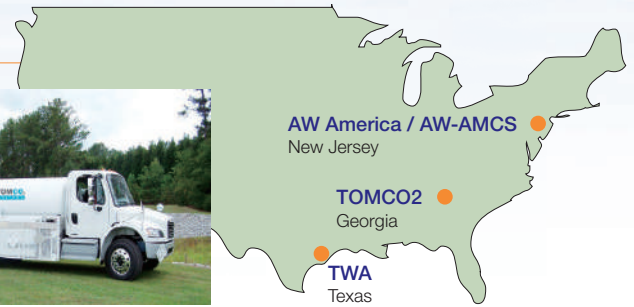 AW America / AW-AMCS
New Jersey
TOMCO2
Georgia
TWA
Texas